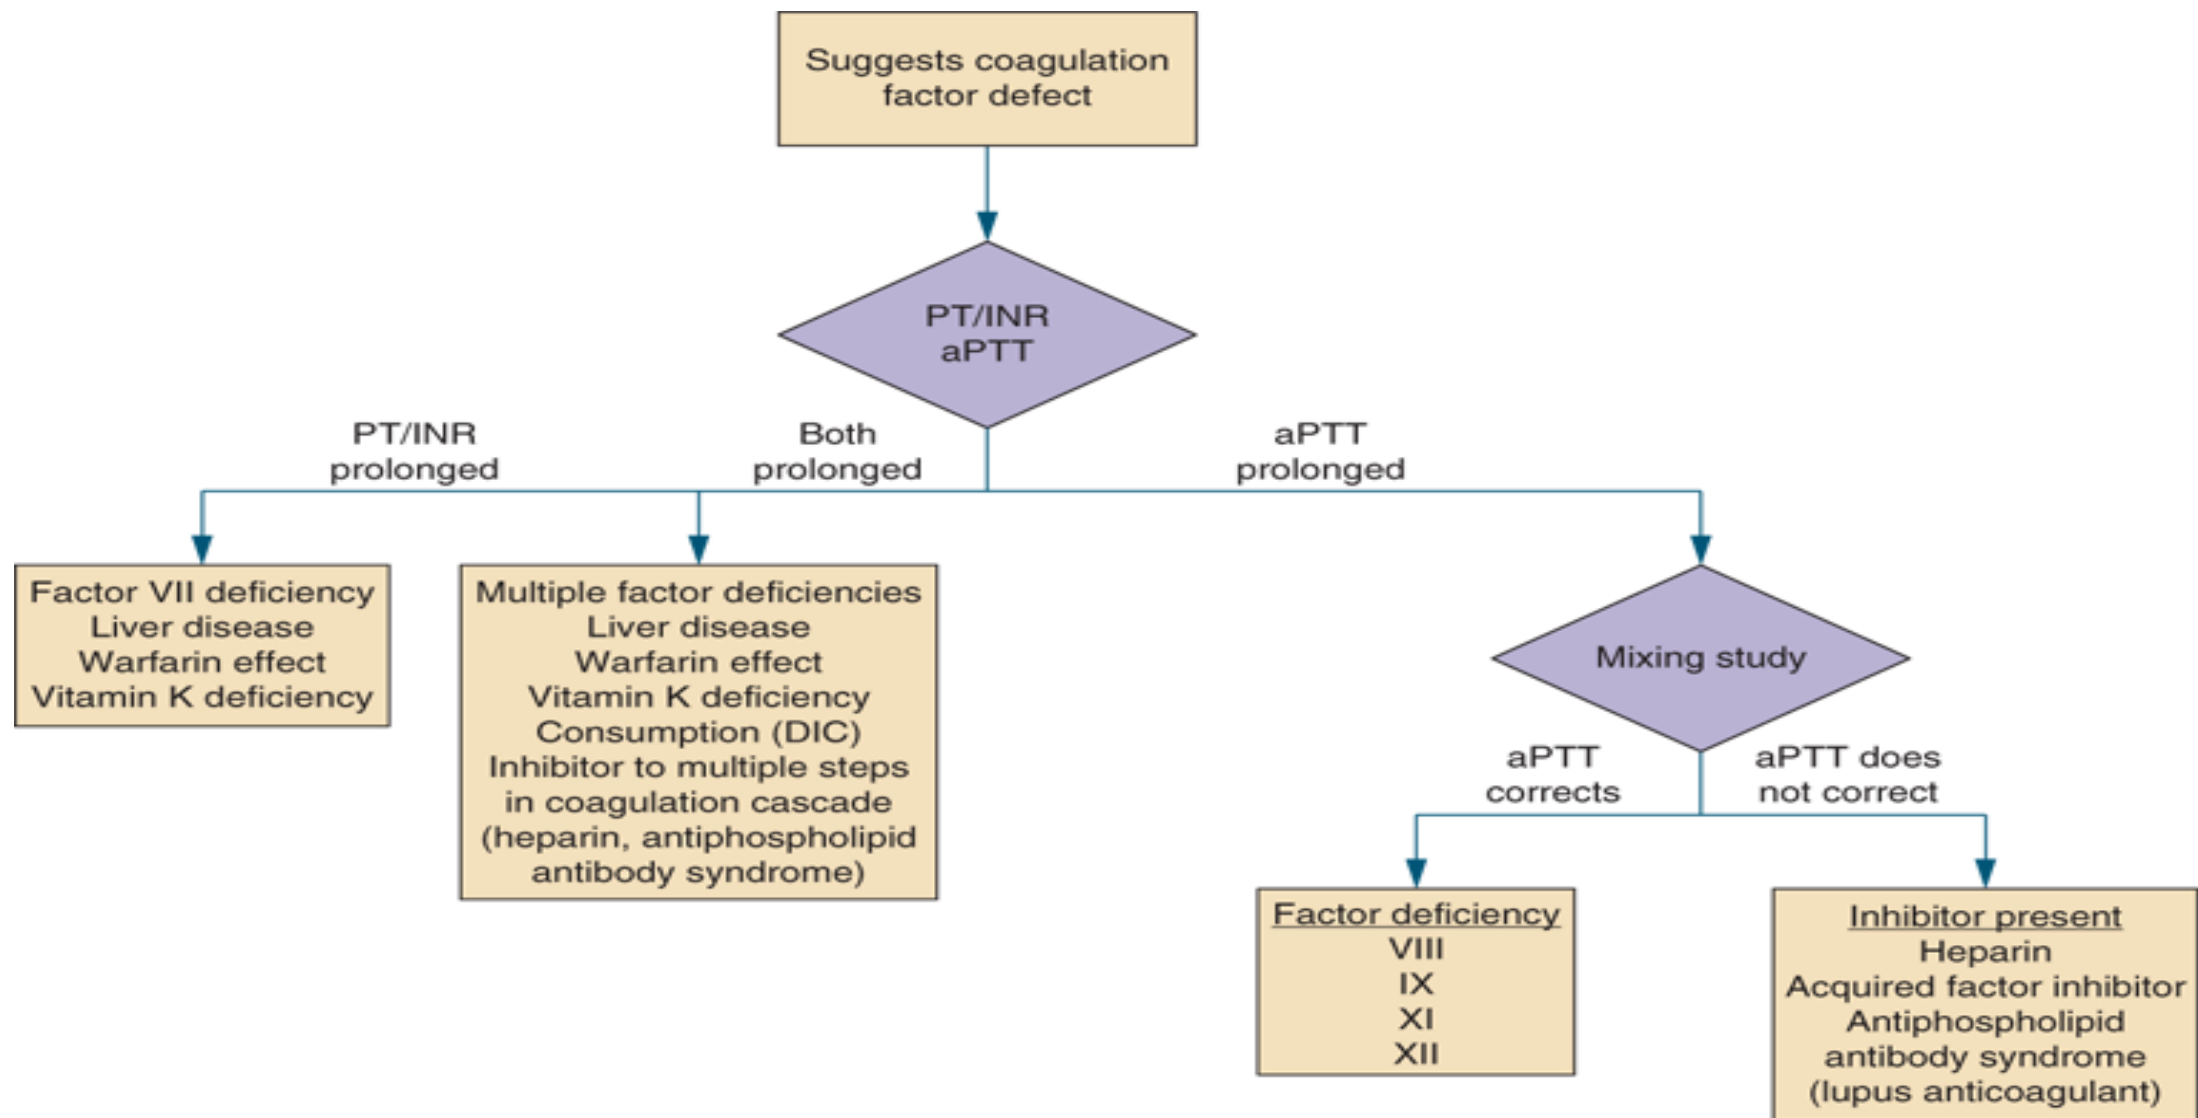 Suggests coagulation
factor defect
PT/INR
aPTT
PT/INR
prolonged
Both
prolonged
aPTT
prolonged
Factor VII deficiency
Liver disease
Warfarin effect
Vitamin K deficiency
Multiple factor deficiencies
Liver disease
Warfarin effect
Vitamin K deficiency
Consumption (DIC)
Inhibitor to multiple steps
in coagulation cascade
(heparin, antiphospholipid
antibody syndrome)
Mixing study
aPTT
corrects
aPTT does
not correct
Factor deficiency
VIII
IX
XI
XII
Inhibitor present
Heparin
Acquired factor inhibitor
Antiphospholipid
antibody syndrome
(lupus anticoagulant)